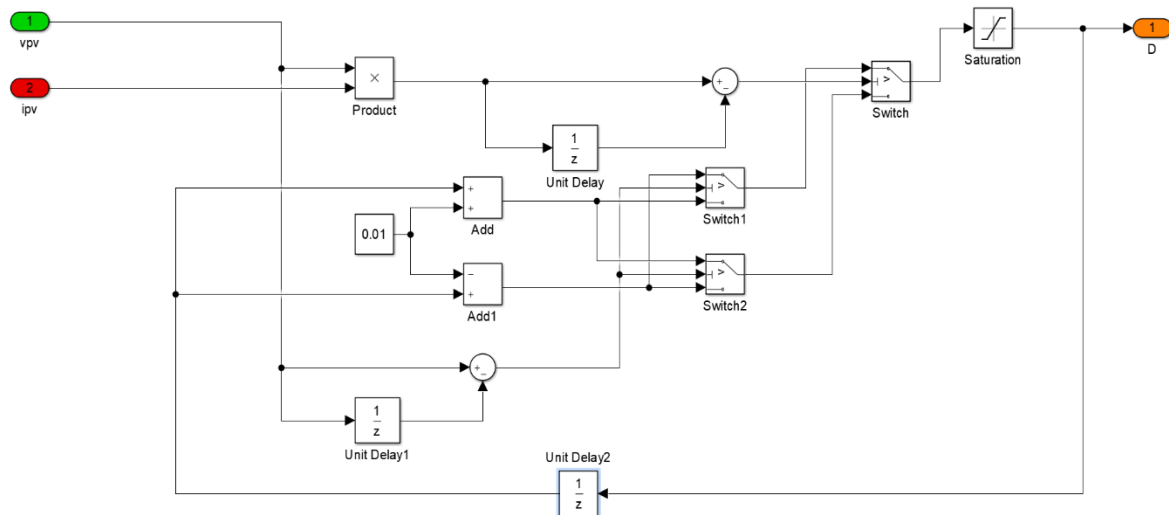 1
vpv
2
ipv
×
Product
+
−
1
z
Unit Delay
>
Switch
Saturation
1
D
+
+
Add
0.01
−
+
Add1
>
Switch1
>
Switch2
+
−
1
z
Unit Delay1
Unit Delay2
1
z